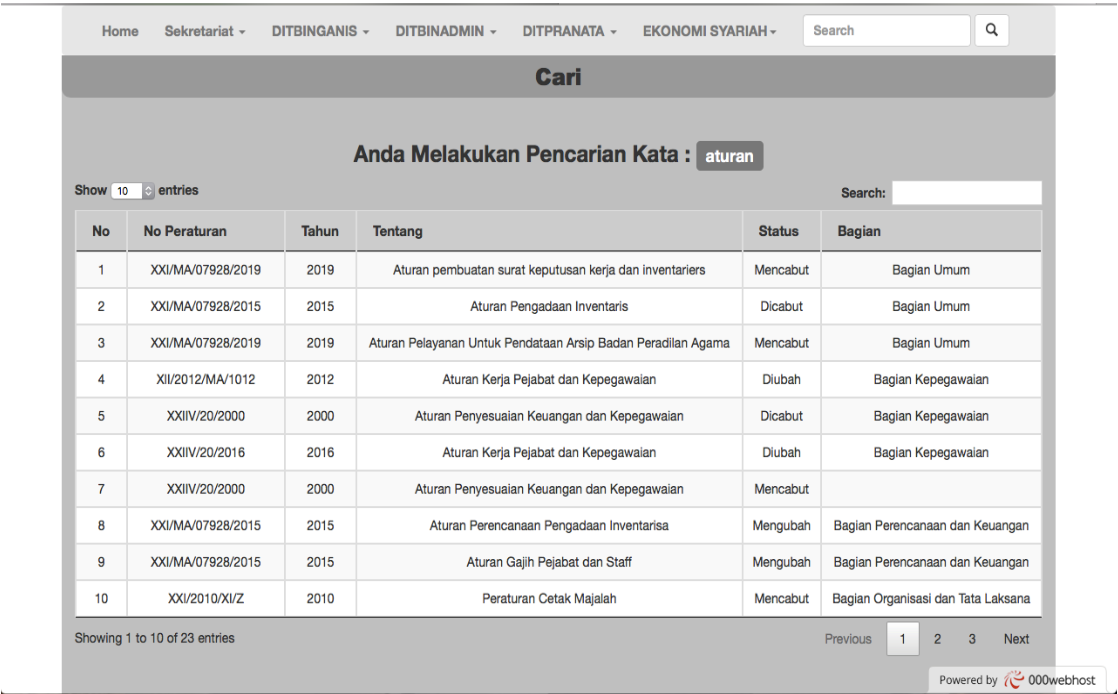 Home Sekretariat DITBINGANIS DITBINADMIN DITPRANATA EKONOMI SYARIAH Search
Cari
Anda Melakukan Pencarian Kata : aturan
Show 10 entries Search:
No No Peraturan Tahun Tentang Status Bagian
1 XXI/MA/07928/2019 2019 Aturan pembuatan surat keputusan kerja dan inventariers Mencabut Bagian Umum
2 XXI/MA/07928/2015 2015 Aturan Pengadaan Inventaris Dicabut Bagian Umum
3 XXI/MA/07928/2019 2019 Aturan Pelayanan Untuk Pendataan Arsip Badan Peradilan Agama Mencabut Bagian Umum
4 XII/2012/MA/1012 2012 Aturan Kerja Pejabat dan Kepegawaian Diubah Bagian Kepegawaian
5 XXIIV/20/2000 2000 Aturan Penyesuaian Keuangan dan Kepegawaian Dicabut Bagian Kepegawaian
6 XXIIV/20/2016 2016 Aturan Kerja Pejabat dan Kepegawaian Diubah Bagian Kepegawaian
7 XXIIV/20/2000 2000 Aturan Penyesuaian Keuangan dan Kepegawaian Mencabut
8 XXI/MA/07928/2015 2015 Aturan Perencanaan Pengadaan Inventarisa Mengubah Bagian Perencanaan dan Keuangan
9 XXI/MA/07928/2015 2015 Aturan Gajih Pejabat dan Staff Mengubah Bagian Perencanaan dan Keuangan
10 XXI/2010/XI/Z 2010 Peraturan Cetak Majalah Mencabut Bagian Organisasi dan Tata Laksana
Showing 1 to 10 of 23 entries Previous 1 2 3 Next
Powered by 000webhost